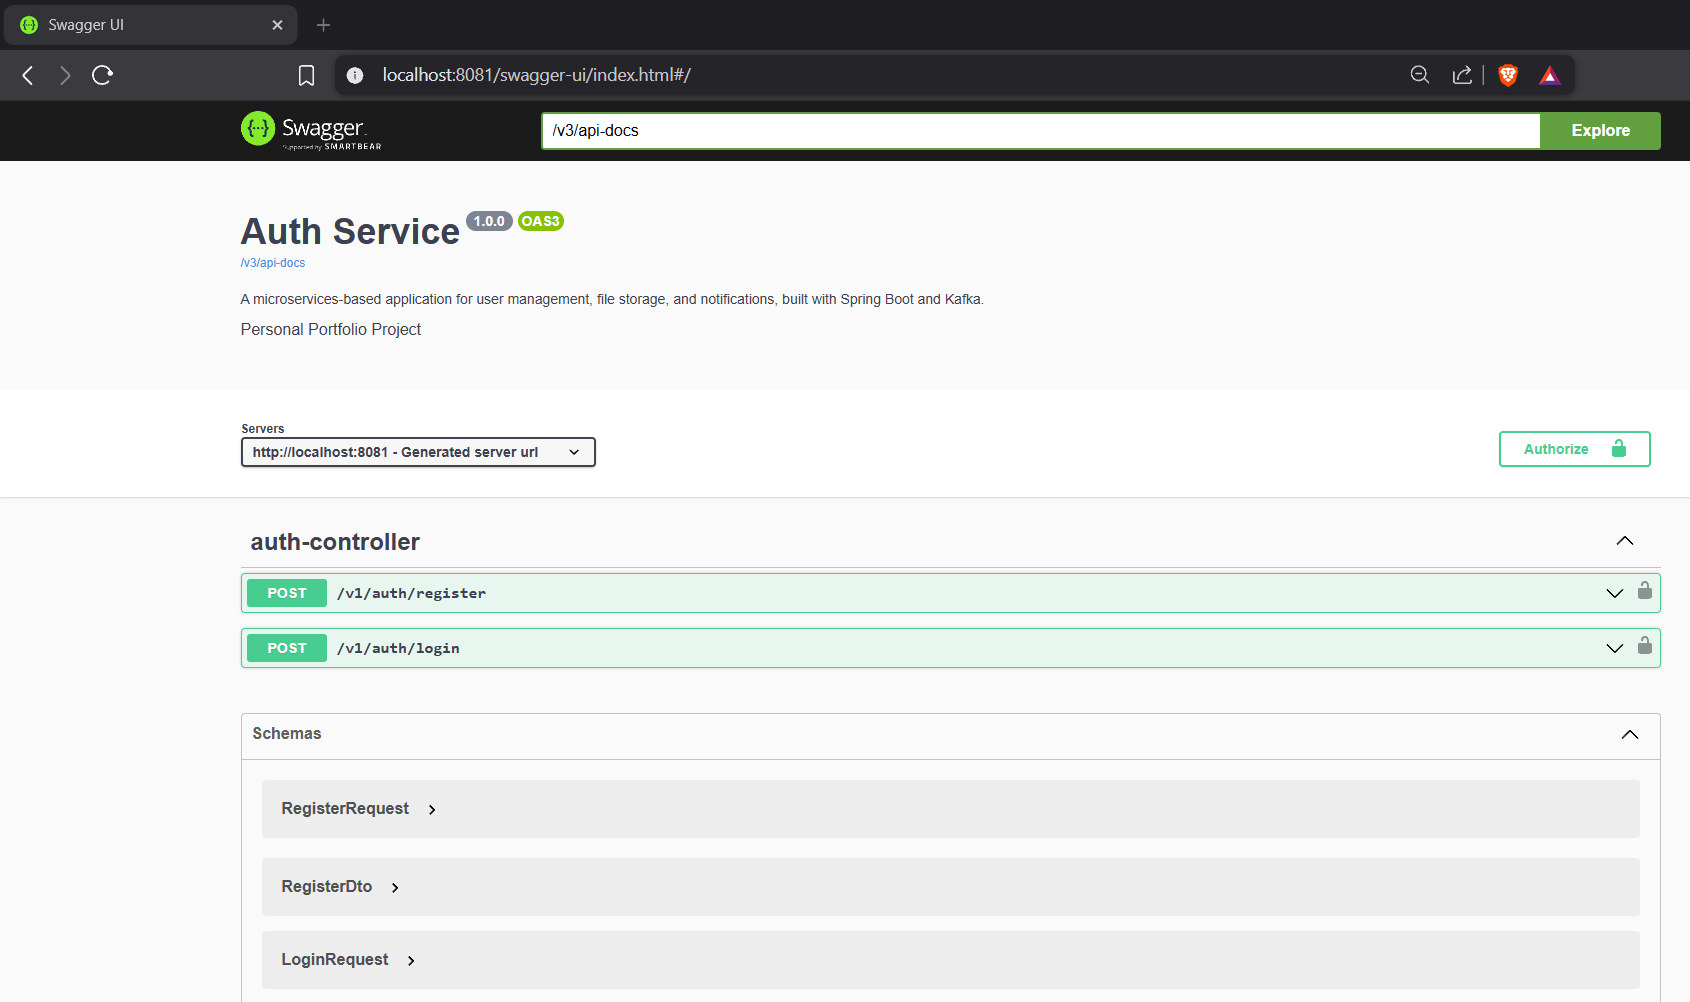 Swagger UI
localhost:8081/swagger-ui/index.html#/
Swagger.
Supported by SMARTBEAR
/v3/api-docs
Explore
Auth Service 1.0.0 OAS3
/v3/api-docs
A microservices-based application for user management, file storage, and notifications, built with Spring Boot and Kafka.
Personal Portfolio Project
Servers
http://localhost:8081 - Generated server url
Authorize
auth-controller
POST /v1/auth/register
POST /v1/auth/login
Schemas
RegisterRequest
RegisterDto
LoginRequest